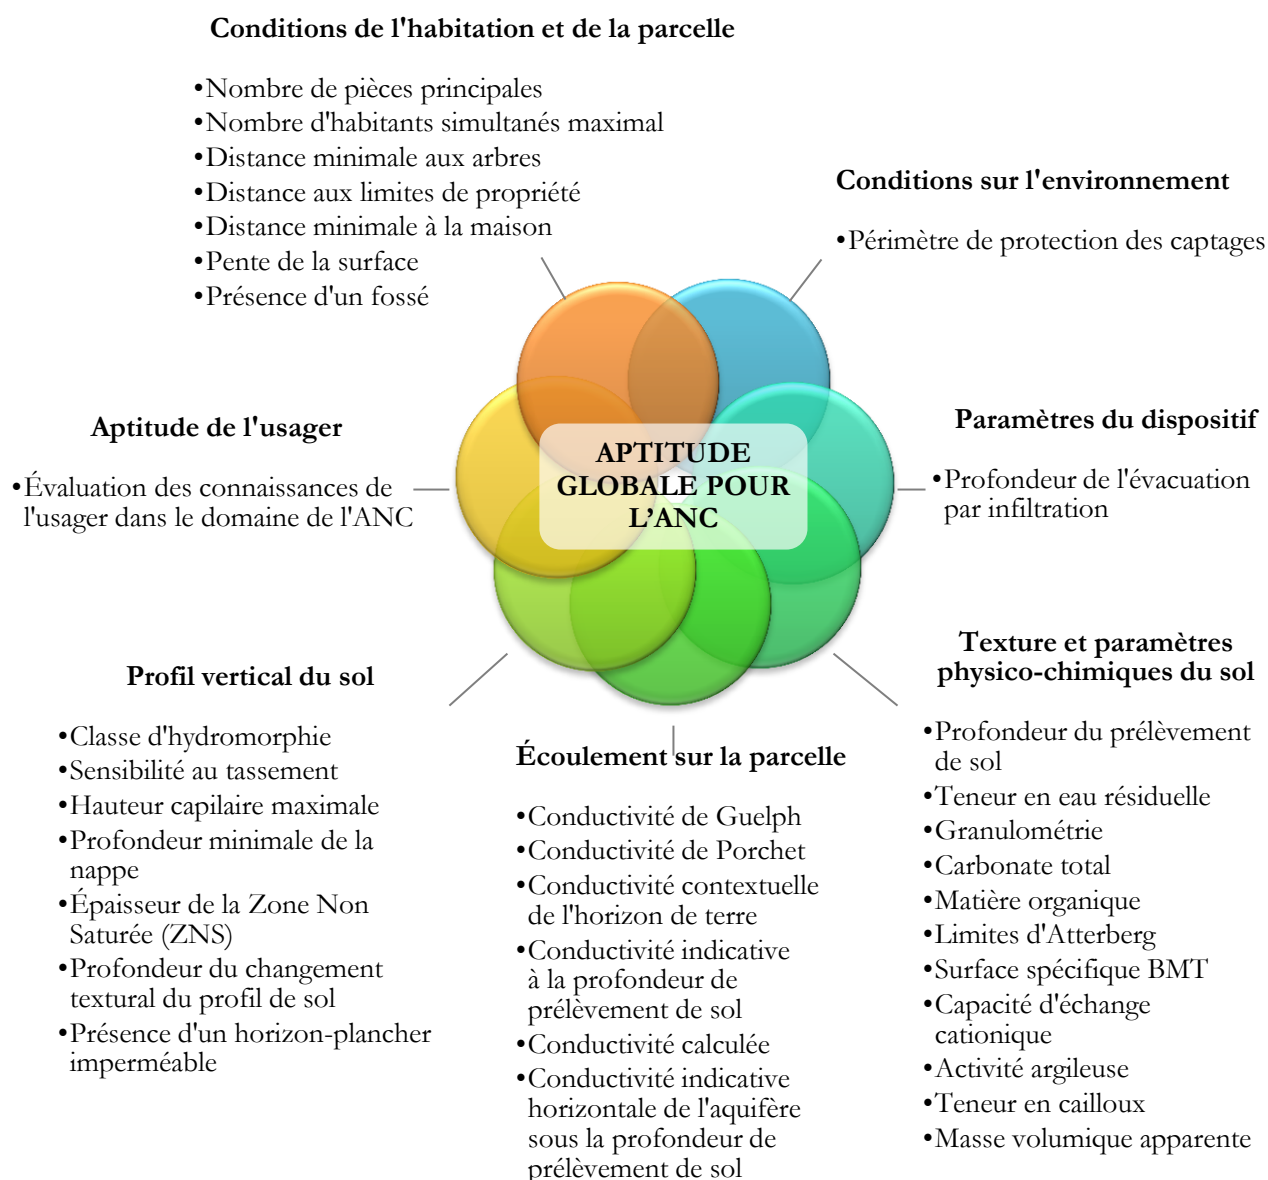 Conditions de l'habitation et de la parcelle
•Nombre de pièces principales
•Nombre d'habitants simultanés maximal
•Distance minimale aux arbres
•Distance aux limites de propriété
•Distance minimale à la maison
•Pente de la surface
•Présence d'un fossé
Conditions sur l'environnement
•Périmètre de protection des captages
Aptitude de l'usager
•Évaluation des connaissances de
l'usager dans le domaine de l'ANC
APTITUDE
GLOBALE POUR
L'ANC
Paramètres du dispositif
•Profondeur de l'évacuation
par infiltration
Profil vertical du sol
•Classe d'hydromorphie
•Sensibilité au tassement
•Hauteur capilaire maximale
•Profondeur minimale de la
nappe
•Épaisseur de la Zone Non
Saturée (ZNS)
•Profondeur du changement
textural du profil de sol
•Présence d'un horizon-plancher
imperméable
Écoulement sur la parcelle
•Conductivité de Guelph
•Conductivité de Porchet
•Conductivité contextuelle
de l'horizon de terre
•Conductivité indicative
à la profondeur de
prélèvement de sol
•Conductivité calculée
•Conductivité indicative
horizontale de l'aquifère
sous la profondeur de
prélèvement de sol
Texture et paramètres
physico-chimiques du sol
•Profondeur du prélèvement
de sol
•Teneur en eau résiduelle
•Granulométrie
•Carbonate total
•Matière organique
•Limites d'Atterberg
•Surface spécifique BMT
•Capacité d'échange
cationique
•Activité argileuse
•Teneur en cailloux
•Masse volumique apparente